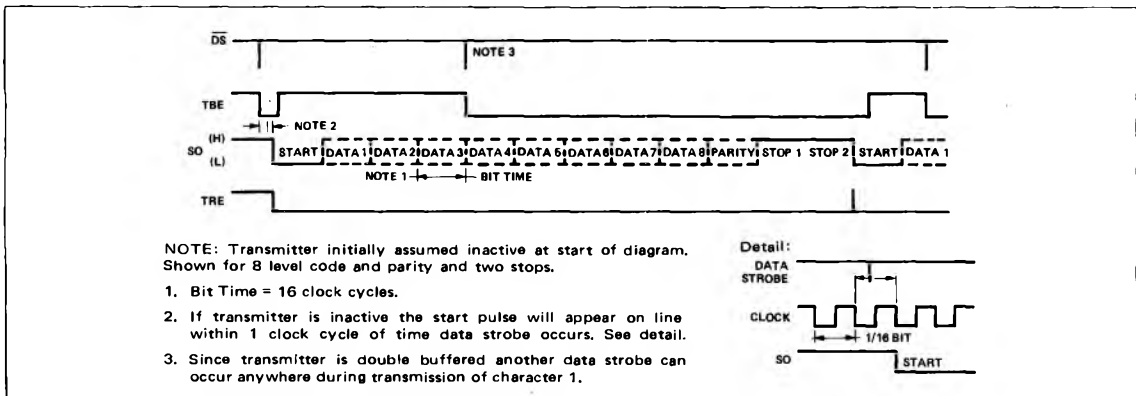 DS
NOTE 3
TBE
NOTE 2
SO (H) (L) START DATA 1 DATA 2 DATA 3 DATA 4 DATA 5 DATA 6 DATA 7 DATA 8 PARITY STOP 1 STOP 2 START DATA 1
NOTE 1 BIT TIME
TRE
NOTE: Transmitter initially assumed inactive at start of diagram.
Shown for 8 level code and parity and two stops.
1. Bit Time = 16 clock cycles.
2. If transmitter is inactive the start pulse will appear on line
within 1 clock cycle of time data strobe occurs. See detail.
3. Since transmitter is double buffered another data strobe can
occur anywhere during transmission of character 1.
Detail:
DATA
STROBE
CLOCK
1/16 BIT
SO
START